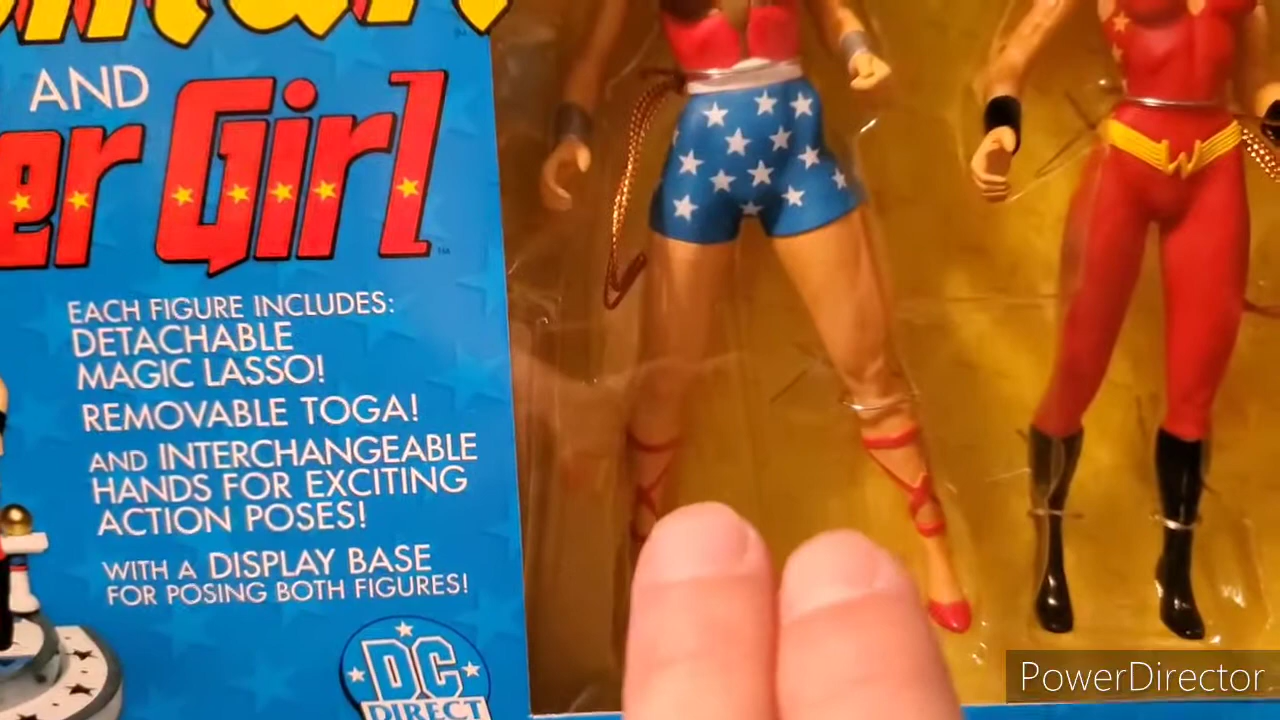 AND
Girl
EACH FIGURE INCLUDES:
DETACHABLE
MAGIC LASSO!
REMOVABLE TOGA!
AND INTERCHANGEABLE
HANDS FOR EXCITING
ACTION POSES!
WITH A DISPLAY BASE
FOR POSING BOTH FIGURES!
DC
DIRECT
W
PowerDirector